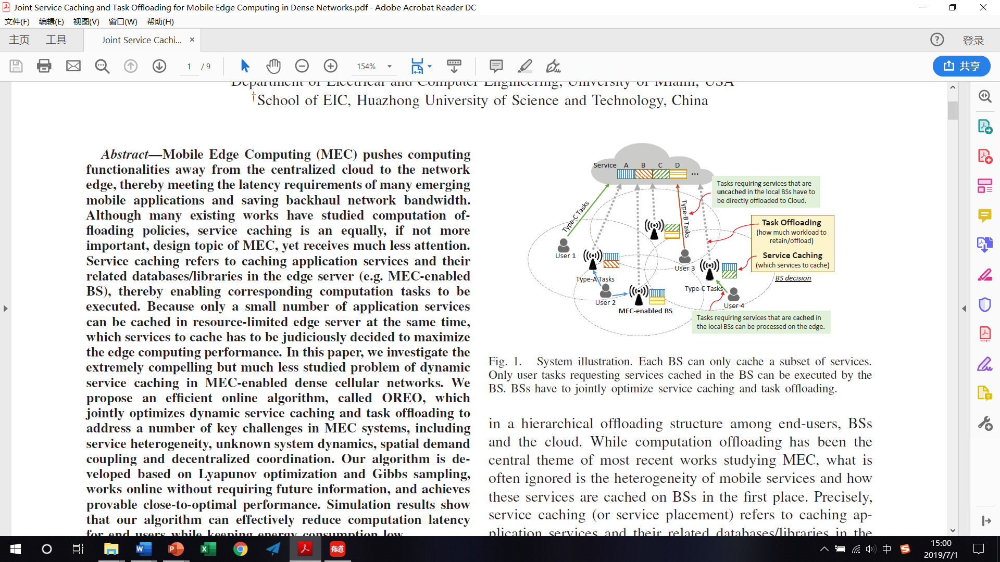 Joint Service Caching and Task Offloading for Mobile Edge Computing in Dense Networks.pdf - Adobe Acrobat Reader DC
文件(F) 编辑(E) 视图(V) 窗口(W) 帮助(H)
主页 工具 Joint Service Cachi... × 登录
1 / 9 154% 共享
Department of Electrical and Computer Engineering, University of Miami, USA
†School of EIC, Huazhong University of Science and Technology, China
Abstract—Mobile Edge Computing (MEC) pushes computing
functionalities away from the centralized cloud to the network
edge, thereby meeting the latency requirements of many emerging
mobile applications and saving backhaul network bandwidth.
Although many existing works have studied computation of-
floading policies, service caching is an equally, if not more
important, design topic of MEC, yet receives much less attention.
Service caching refers to caching application services and their
related databases/libraries in the edge server (e.g. MEC-enabled
BS), thereby enabling corresponding computation tasks to be
executed. Because only a small number of application services
can be cached in resource-limited edge server at the same time,
which services to cache has to be judiciously decided to maximize
the edge computing performance. In this paper, we investigate the
extremely compelling but much less studied problem of dynamic
service caching in MEC-enabled dense cellular networks. We
propose an efficient online algorithm, called OREO, which
jointly optimizes dynamic service caching and task offloading to
address a number of key challenges in MEC systems, including
service heterogeneity, unknown system dynamics, spatial demand
coupling and decentralized coordination. Our algorithm is de-
veloped based on Lyapunov optimization and Gibbs sampling,
works online without requiring future information, and achieves
provable close-to-optimal performance. Simulation results show
that our algorithm can effectively reduce computation latency
for end users while keeping energy consumption low.
Service A B C D ...
Tasks requiring services that are
uncached in the local BSs have to
be directly offloaded to Cloud.
Type-C Tasks
Type-B Tasks
Task Offloading
(how much workload to
retain/offload)
Service Caching
(which services to cache)
BS decision
User 1
User 3
Type-A Tasks
Type-C Tasks
User 2
User 4
MEC-enabled BS
Tasks requiring services that are cached in
the local BSs can be processed on the edge.
Fig. 1. System illustration. Each BS can only cache a subset of services.
Only user tasks requesting services cached in the BS can be executed by the
BS. BSs have to jointly optimize service caching and task offloading.
in a hierarchical offloading structure among end-users, BSs
and the cloud. While computation offloading has been the
central theme of most recent works studying MEC, what is
often ignored is the heterogeneity of mobile services and how
these services are cached on BSs in the first place. Precisely,
service caching (or service placement) refers to caching ap-
plication services and their related databases/libraries in the
有道
中
15:00
2019/7/1